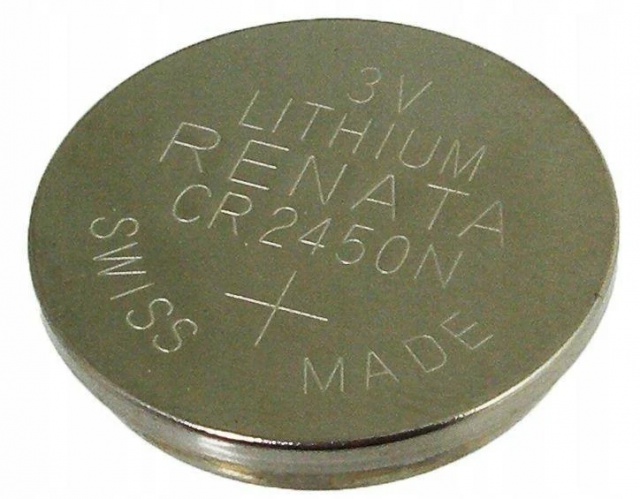 3V
LITHIUM
RENATA
CR2450N
+
SWISS MADE